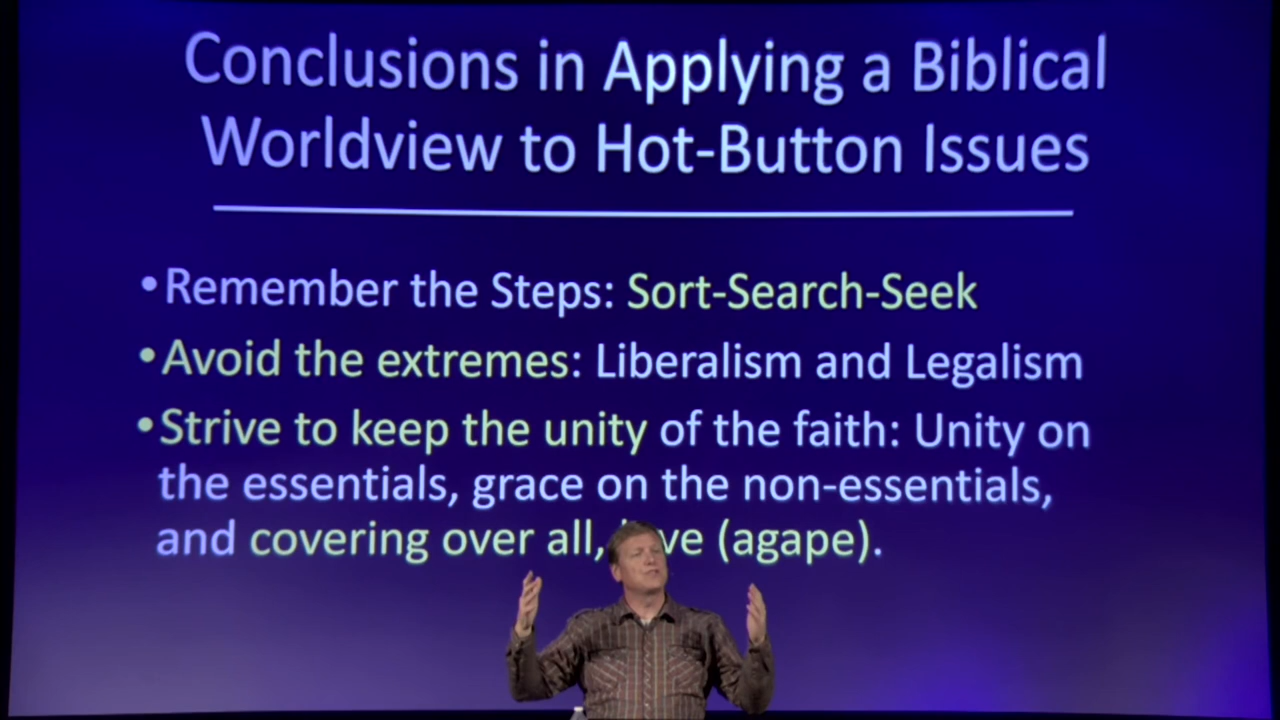 Conclusions in Applying a Biblical
Worldview to Hot-Button Issues
•Remember the Steps: Sort-Search-Seek
•Avoid the extremes: Liberalism and Legalism
•Strive to keep the unity of the faith: Unity on
the essentials, grace on the non-essentials,
and covering over all, (agape).